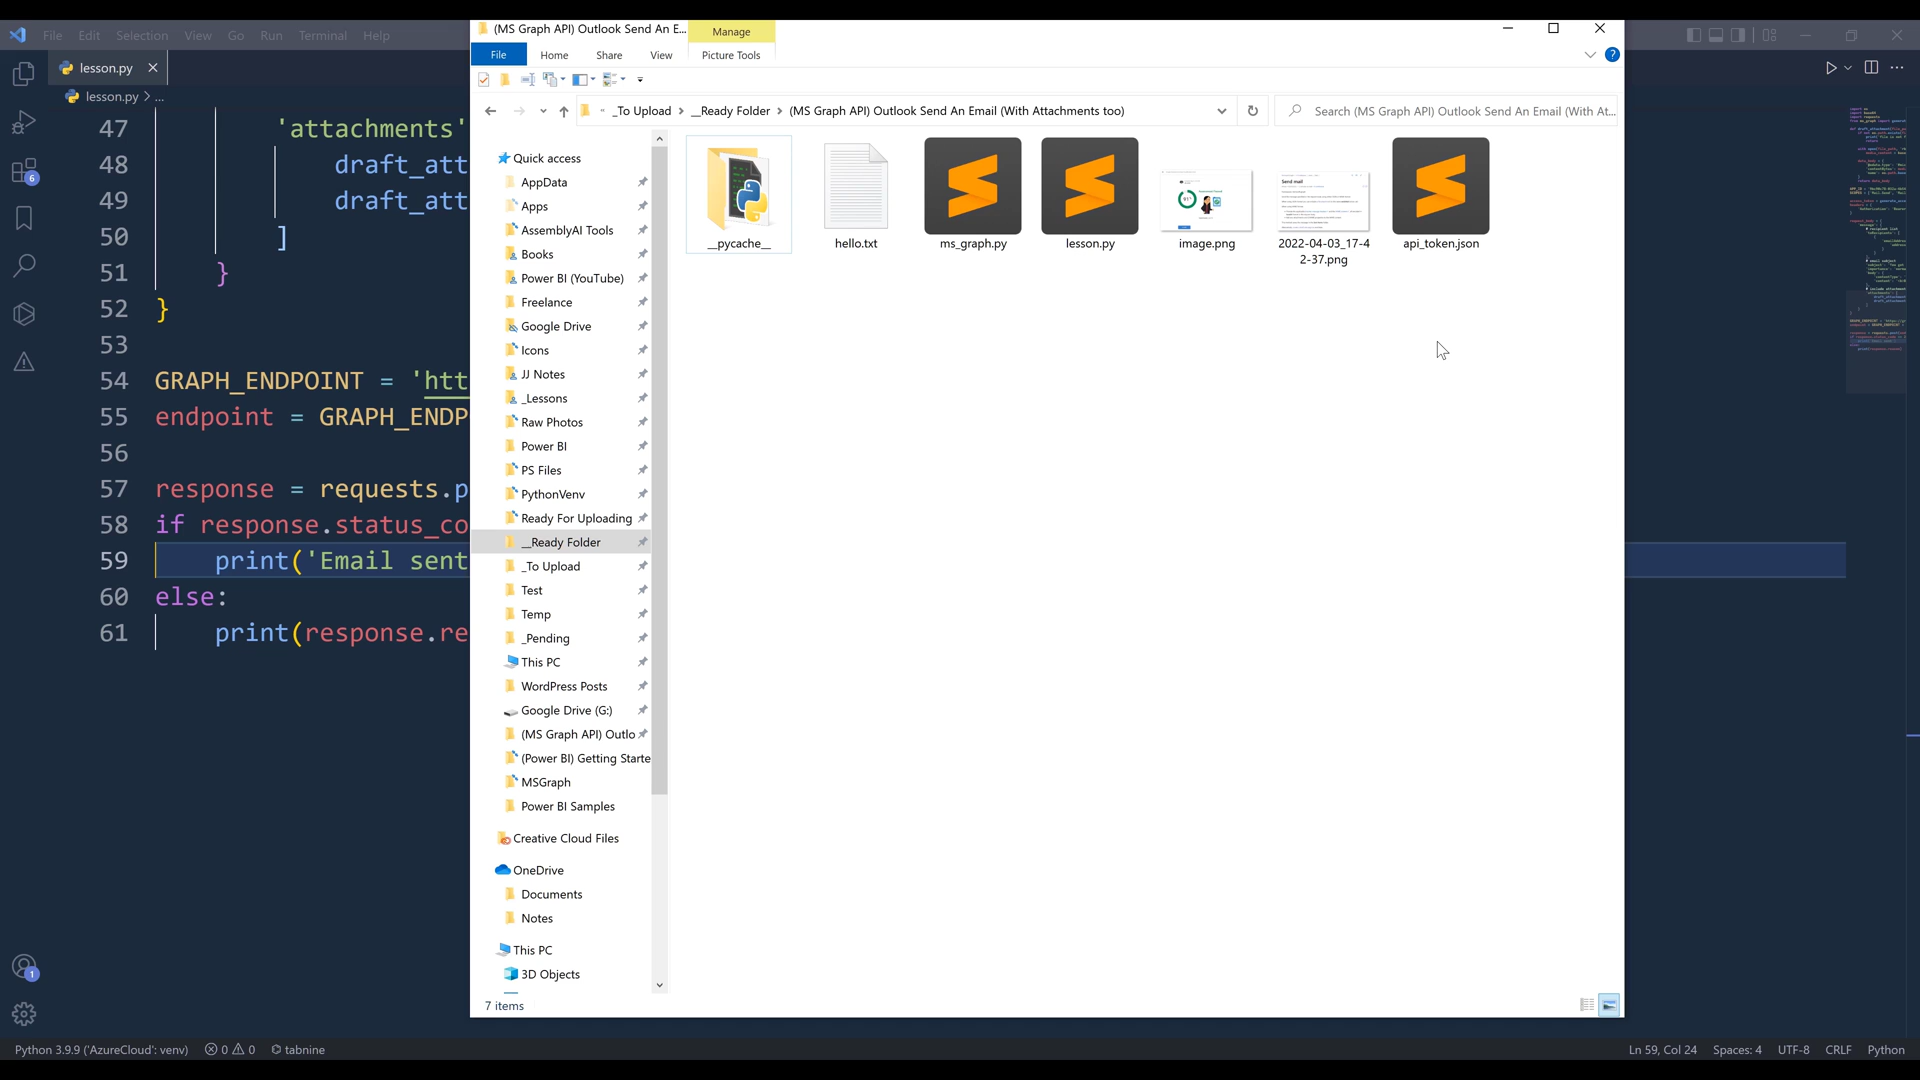 File Edit Selection View Go Run Terminal Help
(MS Graph API) Outlook Send An E...
Manage
File Home Share View Picture Tools
lesson.py
lesson.py > ...
_To Upload > __Ready Folder > (MS Graph API) Outlook Send An Email (With Attachments too)
Search (MS Graph API) Outlook Send An Email (With At...
47 'attachments'
48 draft_att
49 draft_att
50 ]
51 }
52 }
53
54 GRAPH_ENDPOINT = 'htt
55 endpoint = GRAPH_ENDP
56
57 response = requests.p
58 if response.status_co
59 print('Email sent
60 else:
61 print(response.re
6
1
Quick access
AppData
Apps
AssemblyAI Tools
Books
Power BI (YouTube)
Freelance
Google Drive
Icons
JJ Notes
_Lessons
Raw Photos
Power BI
PS Files
PythonVenv
Ready For Uploading
__Ready Folder
_To Upload
Test
Temp
_Pending
This PC
WordPress Posts
Google Drive (G:)
(MS Graph API) Outlo
(Power BI) Getting Starte
MSGraph
Power BI Samples
Creative Cloud Files
OneDrive
Documents
Notes
This PC
3D Objects
__pycache__
hello.txt
ms_graph.py
lesson.py
image.png
2022-04-03_17-4
2-37.png
api_token.json
7 items
Python 3.9.9 ('AzureCloud': venv) 0 0 tabnine
Ln 59, Col 24 Spaces: 4 UTF-8 CRLF Python